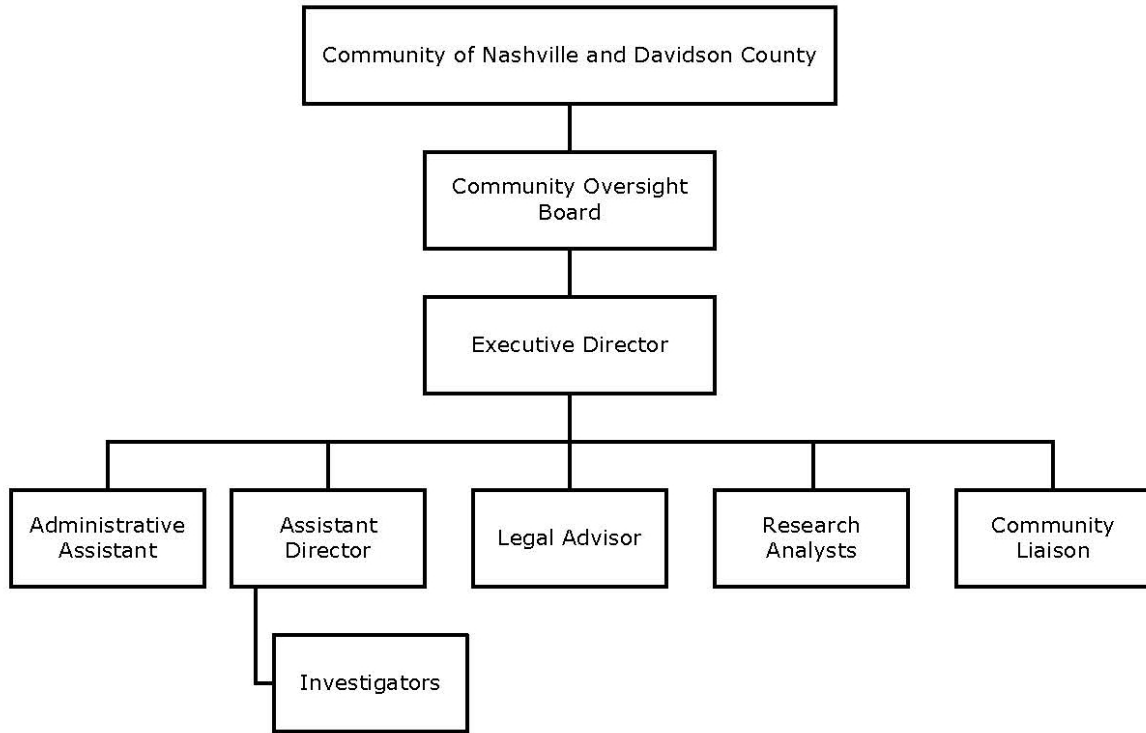 Community of Nashville and Davidson County
Community Oversight
Board
Executive Director
Administrative
Assistant
Assistant
Director
Legal Advisor
Research
Analysts
Community
Liaison
Investigators